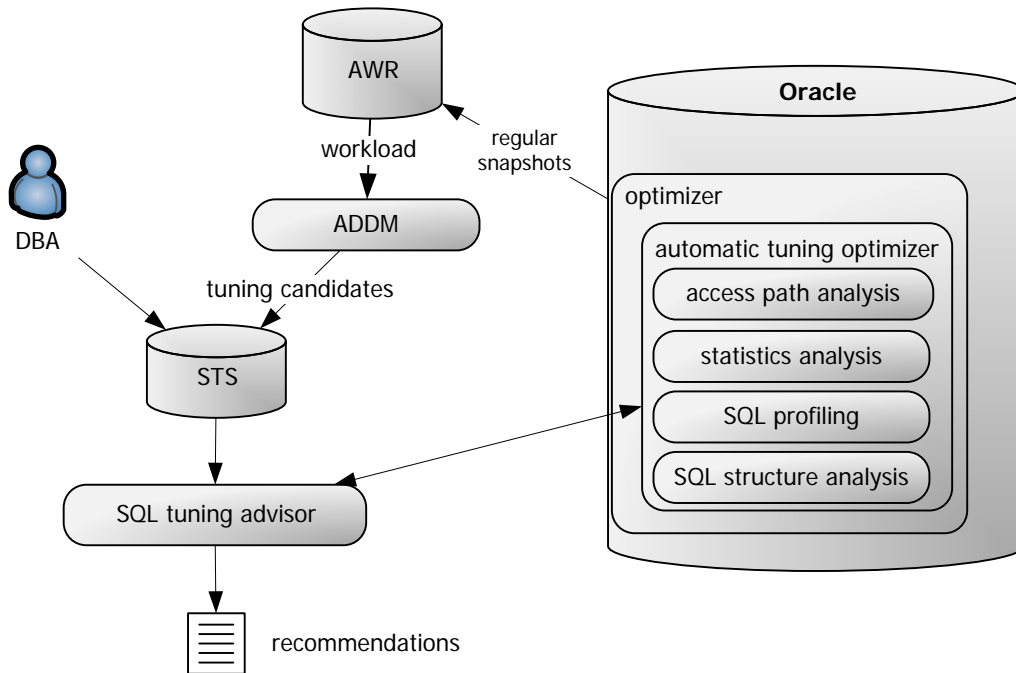 AWR
Oracle
workload
regular
snapshots
optimizer
ADDM
DBA
automatic tuning optimizer
access path analysis
tuning candidates
statistics analysis
STS
SQL profiling
SQL structure analysis
SQL tuning advisor
recommendations